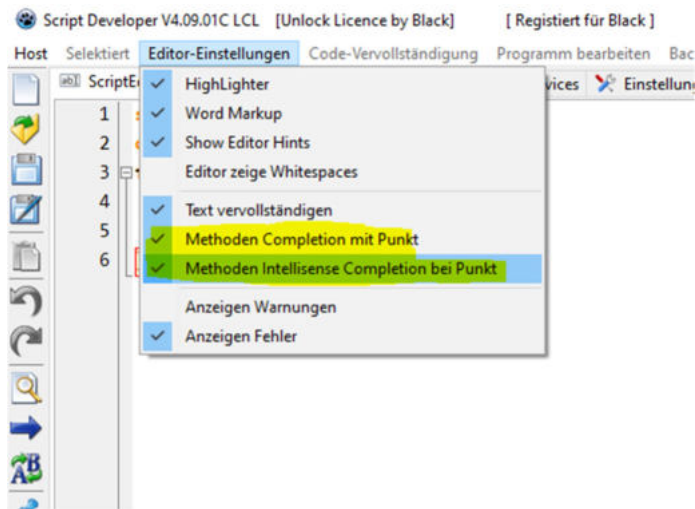 Script Developer V4.09.01C LCL [Unlock Licence by Black] [ Registiert für Black ]
Host Selektiert Editor-Einstellungen Code-Vervollständigung Programm bearbeiten Bac
vices Einstellung
1
HighLighter
2
Word Markup
3
Show Editor Hints
4
Editor zeige Whitespaces
5
Text vervollständigen
6
Methoden Completion mit Punkt
Methoden Intellisense Completion bei Punkt
Anzeigen Warnungen
Anzeigen Fehler
AB